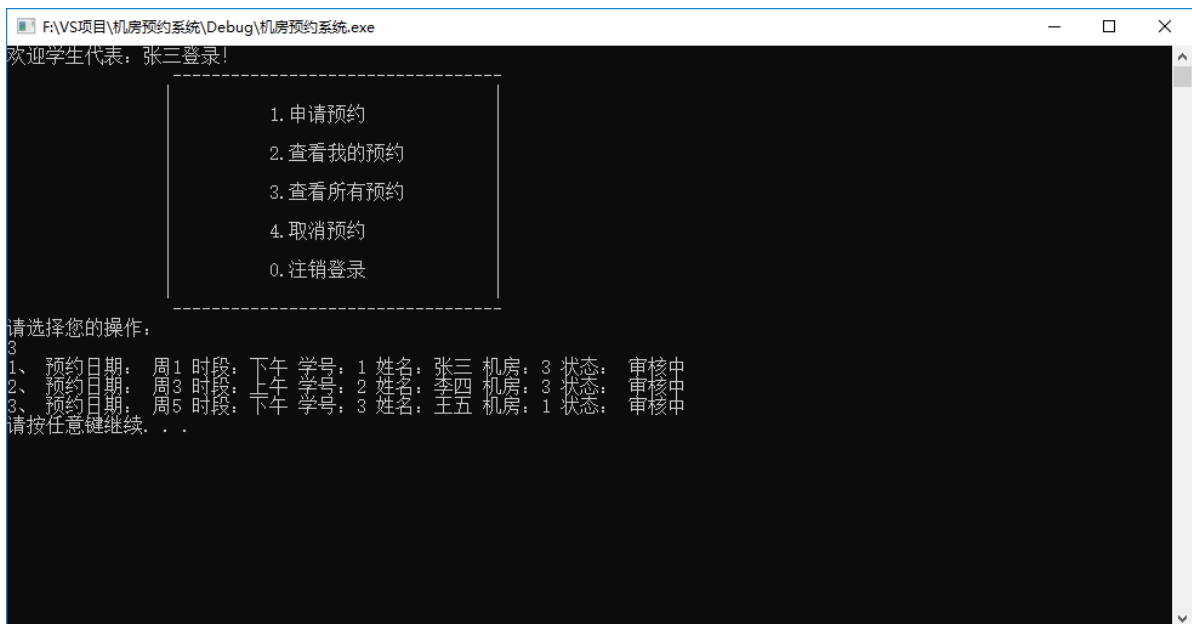 F:\VS项目\机房预约系统\Debug\机房预约系统.exe
欢迎学生代表：张三登录!
----------------------------------
1.申请预约
2.查看我的预约
3.查看所有预约
4.取消预约
0.注销登录
----------------------------------
请选择您的操作：
3
1、 预约日期： 周1 时段：下午 学号：1 姓名：张三 机房：3 状态： 审核中
2、 预约日期： 周3 时段：上午 学号：2 姓名：李四 机房：3 状态： 审核中
3、 预约日期： 周5 时段：下午 学号：3 姓名：王五 机房：1 状态： 审核中
请按任意键继续. . .